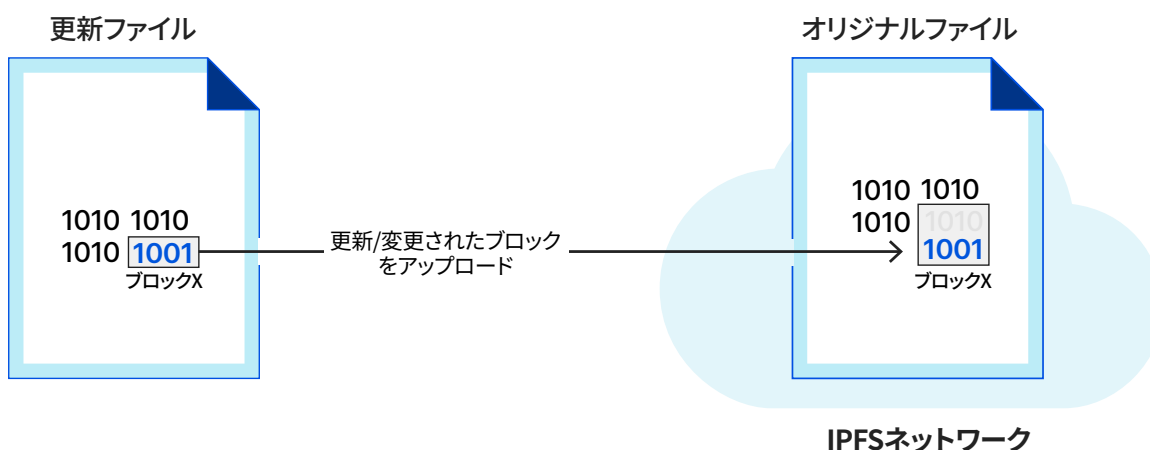 更新ファイル
1010 1010
1010 1001
ブロックX
更新/変更されたブロック
をアップロード
オリジナルファイル
1010 1010
1010 1010
1001
ブロックX
IPFSネットワーク